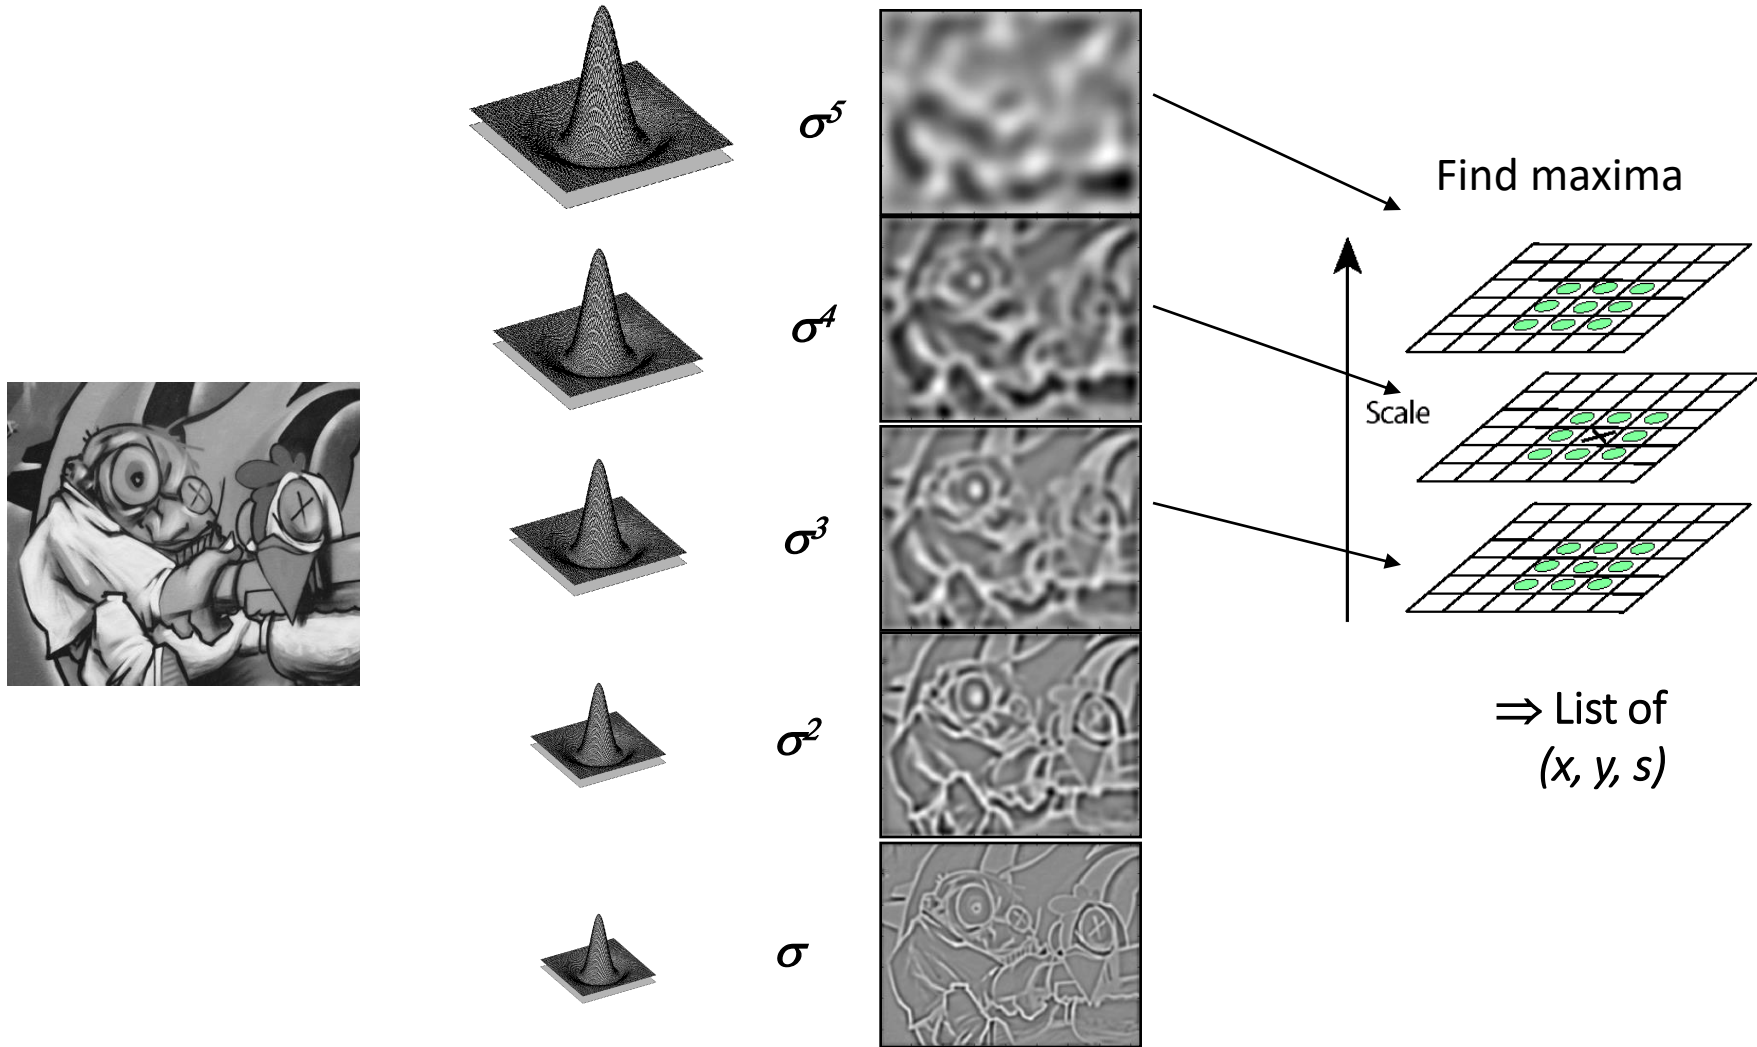 σ⁵
Find maxima
σ⁴
Scale
σ³
⇒ List of
(x, y, s)
σ²
σ